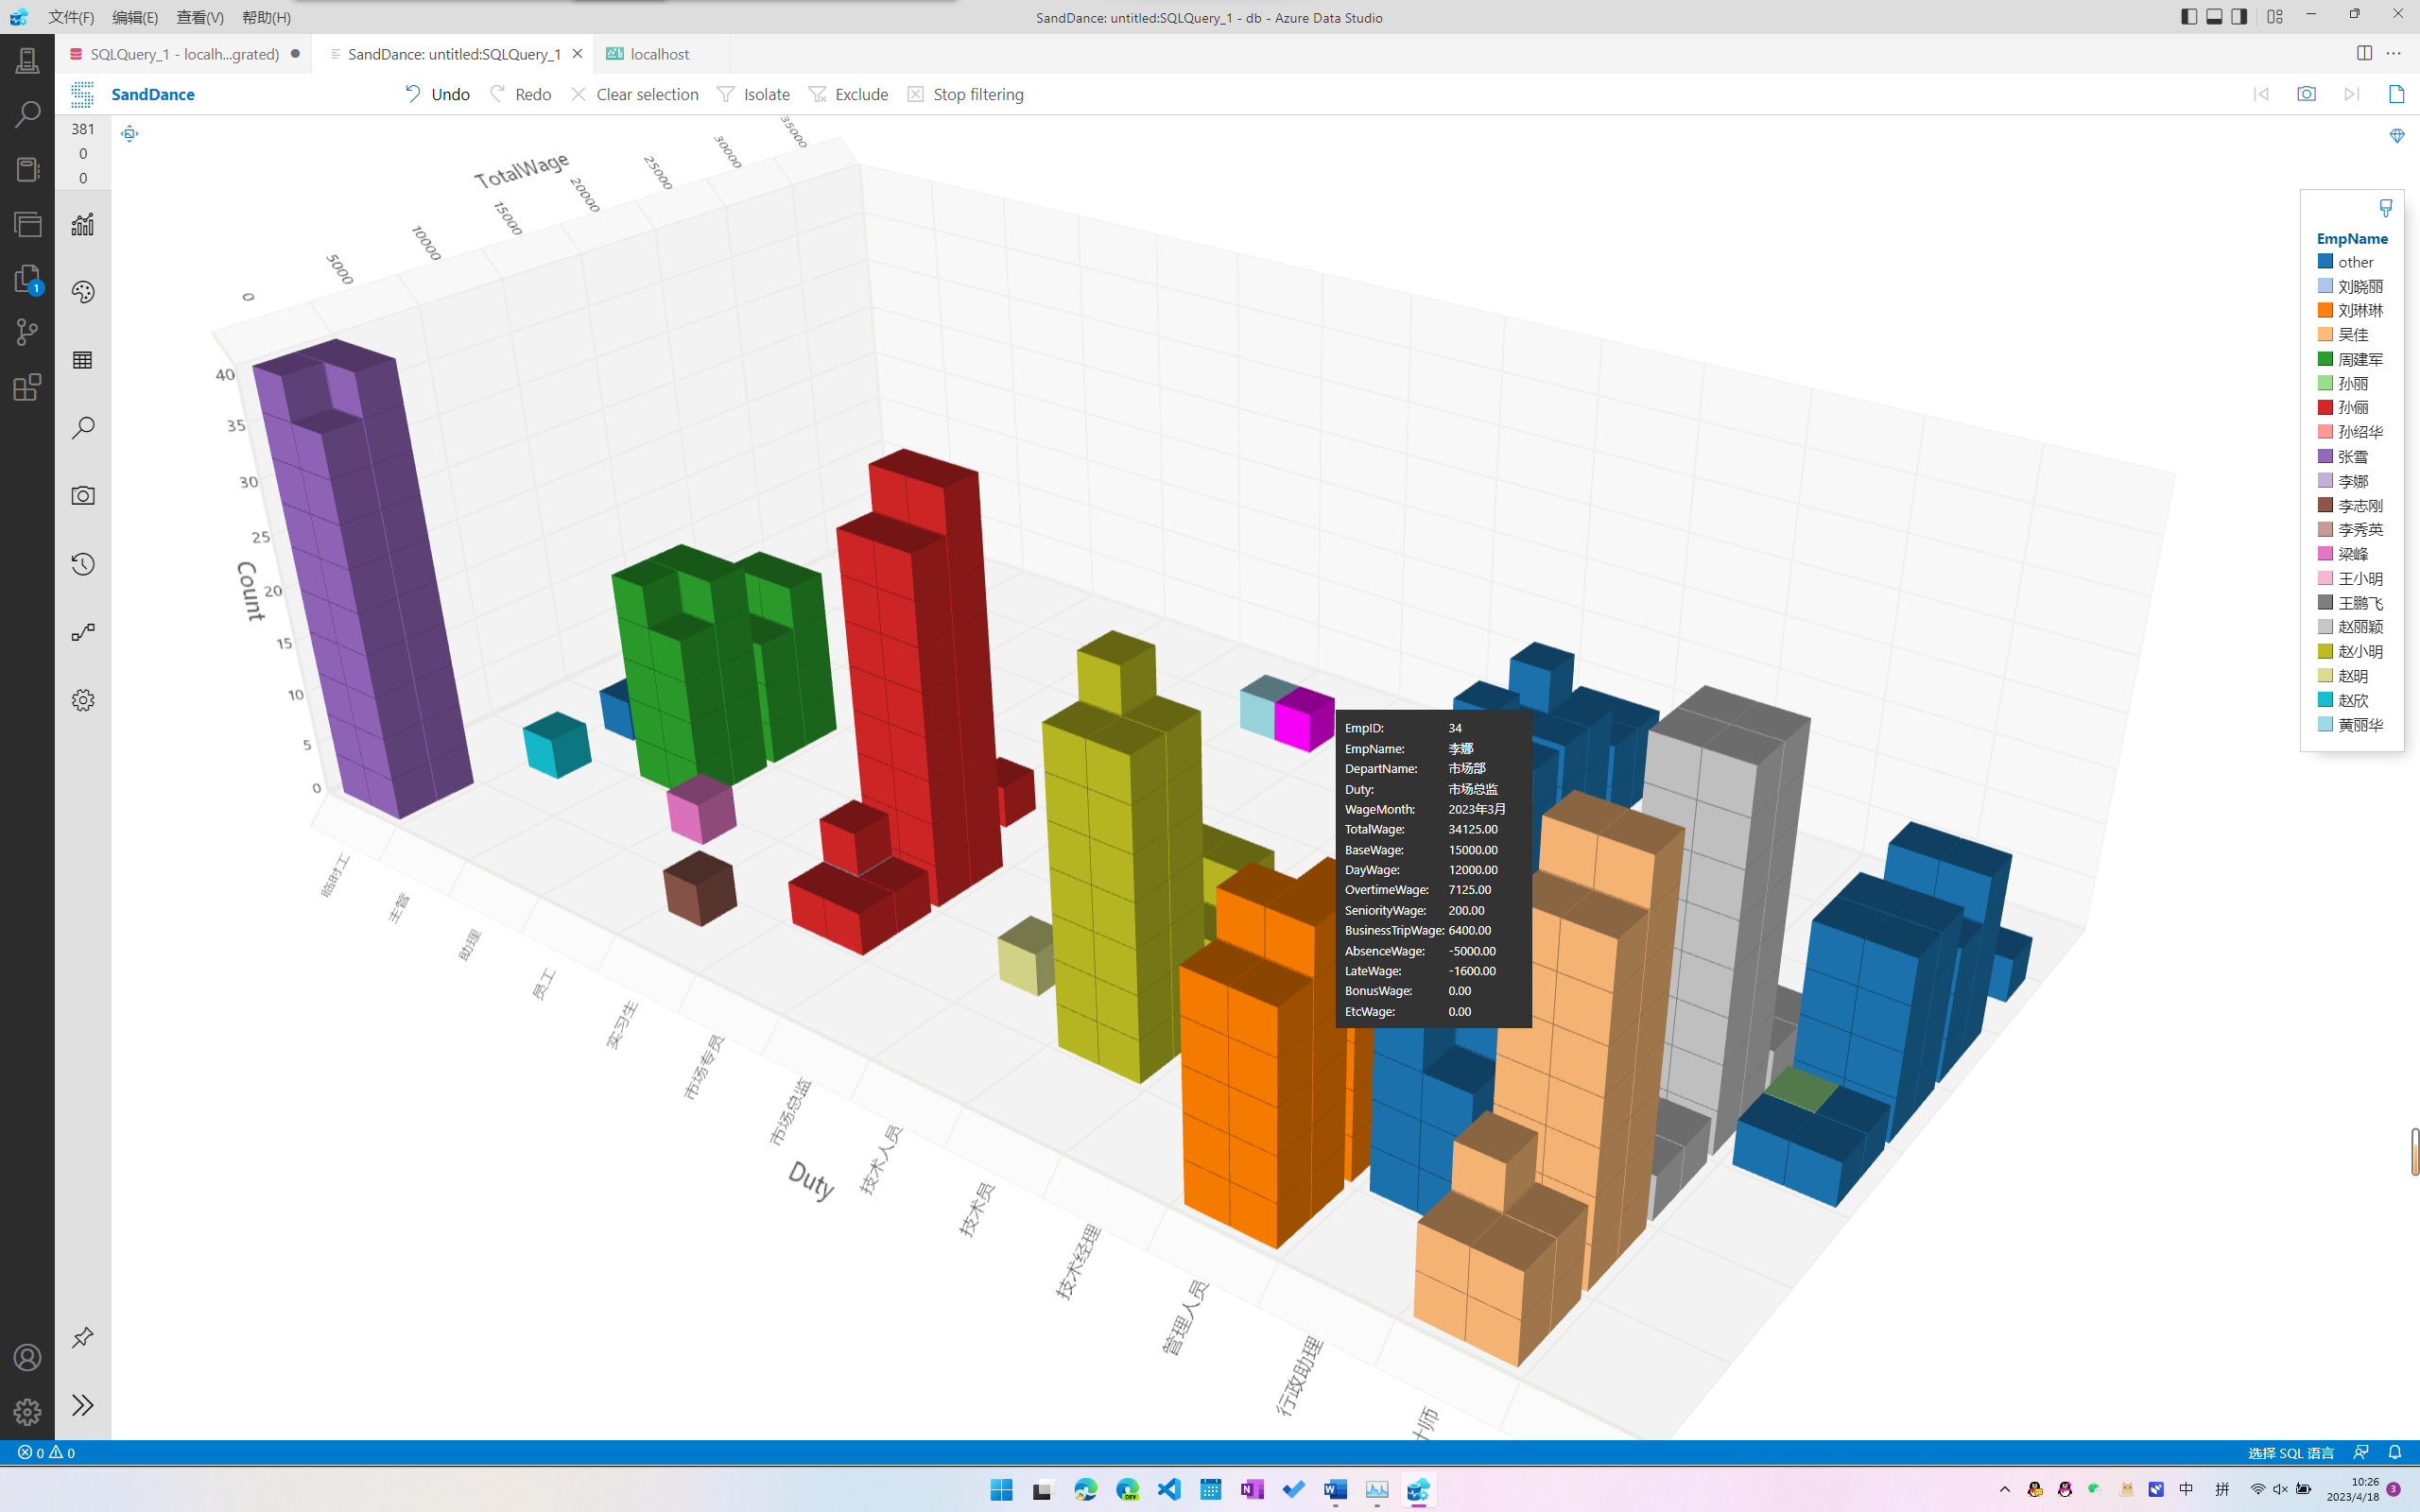 文件(F) 编辑(E) 查看(V) 帮助(H) SandDance: untitled:SQLQuery_1 - db - Azure Data Studio
SQLQuery_1 - localh...grated) SandDance: untitled:SQLQuery_1 localhost
SandDance Undo Redo Clear selection Isolate Exclude Stop filtering
381
0
0
1
TotalWage
0
5000
10000
15000
20000
25000
30000
35000
Count
40
35
30
25
20
15
10
5
0
临时工
主管
助理
员工
实习生
市场专员
市场总监
技术人员
技术员
技术经理
管理人员
行政助理
计师
Duty
EmpID: 34
EmpName: 李娜
DepartName: 市场部
Duty: 市场总监
WageMonth: 2023年3月
TotalWage: 34125.00
BaseWage: 15000.00
DayWage: 12000.00
OvertimeWage: 7125.00
SeniorityWage: 200.00
BusinessTripWage: 6400.00
AbsenceWage: -5000.00
LateWage: -1600.00
BonusWage: 0.00
EtcWage: 0.00
EmpName
other
刘晓丽
刘琳琳
吴佳
周建军
孙丽
孙俪
孙绍华
张雪
李娜
李志刚
李秀英
梁峰
王小明
王鹏飞
赵丽颖
赵小明
赵明
赵欣
黄丽华
0 0 选择 SQL 语言
中 拼 10:26
2023/4/18 3